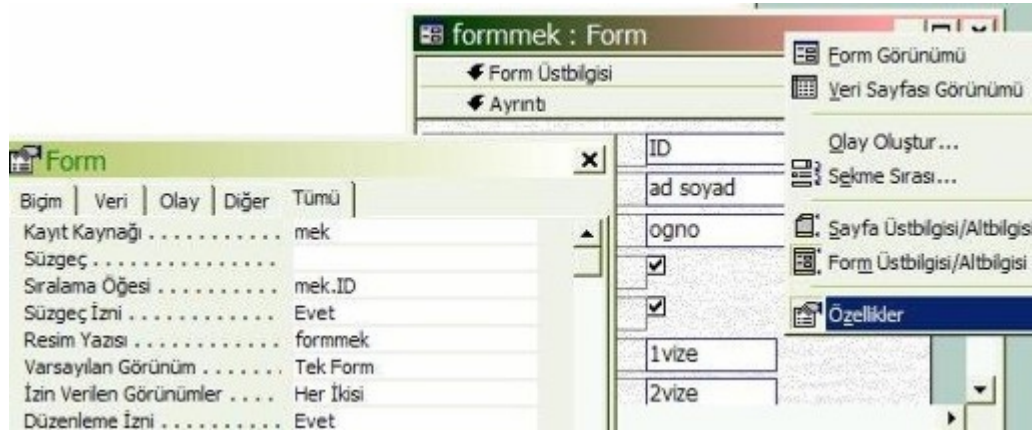 formmek : Form
Form Üstbilgisi
Ayrıntı
ID
ad soyad
ogno
1vize
2vize
Form Görünümü
Veri Sayfası Görünümü
Olay Oluştur...
Sekme Sırası...
Sayfa Üstbilgisi/Altbilgisi
Form Üstbilgisi/Altbilgisi
Özellikler
Form
Biçim Veri Olay Diğer Tümü
Kayıt Kaynağı . . . . . . . . . . . mek
Süzgeç . . . . . . . . . . . . . . .
Sıralama Öğesi . . . . . . . . . . mek.ID
Süzgeç İzni . . . . . . . . . . . . Evet
Resim Yazısı . . . . . . . . . . . formmek
Varsayılan Görünüm . . . . . . . Tek Form
İzin Verilen Görünümler . . . . Her İkisi
Düzenleme İzni . . . . . . . . . . Evet